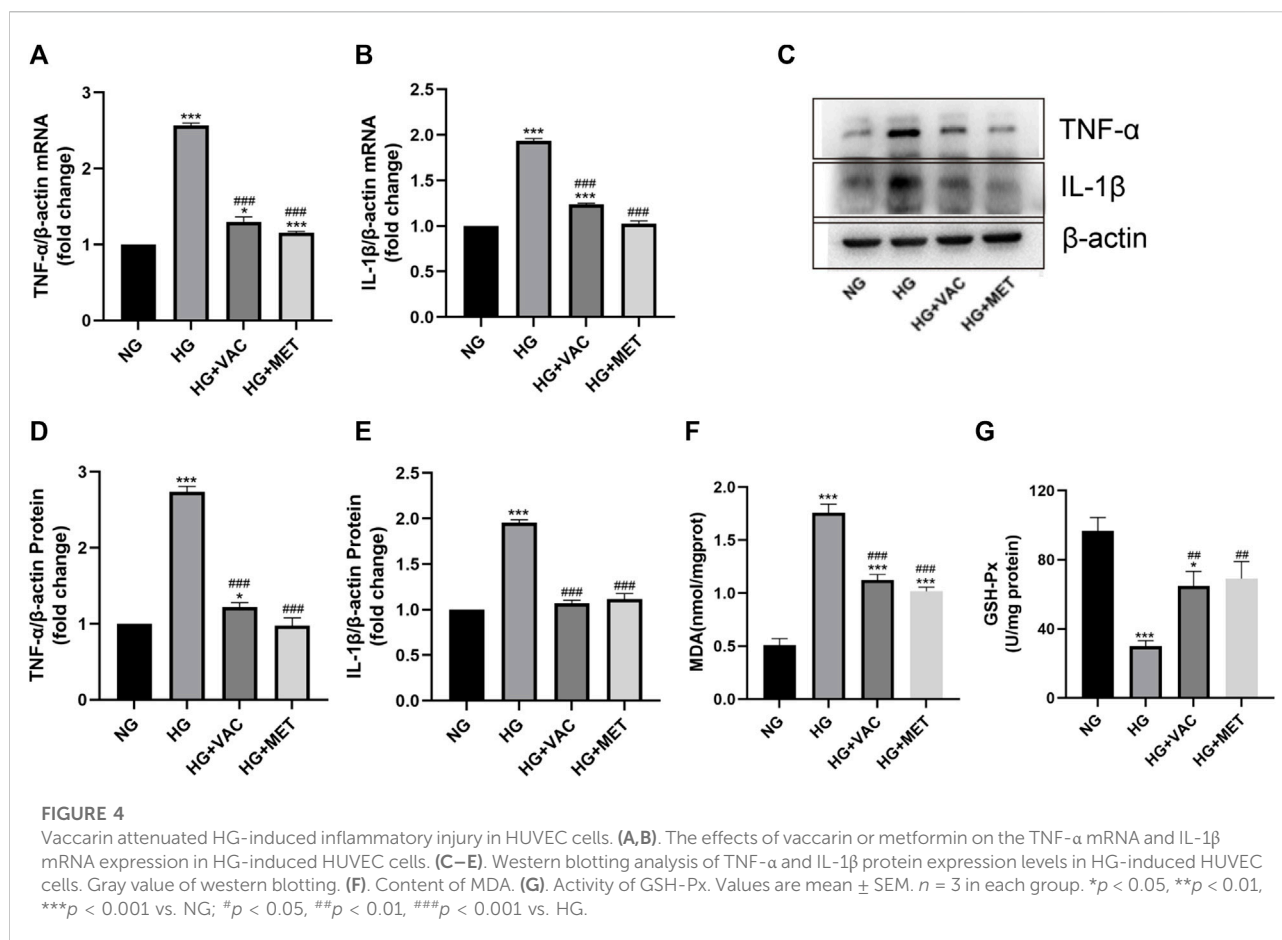 A
TNF-α/β-actin mRNA
(fold change)
3
2
1
0
***
###
*
###
***
NG
HG
HG+VAC
HG+MET
B
IL-1β/β-actin mRNA
(fold change)
2.5
2.0
1.5
1.0
0.5
0.0
***
###
***
###
NG
HG
HG+VAC
HG+MET
C
TNF-α
IL-1β
β-actin
NG
HG
HG+VAC
HG+MET
D
TNF-α/β-actin Protein
(fold change)
3
2
1
0
***
###
*
###
NG
HG
HG+VAC
HG+MET
E
IL-1β/β-actin Protein
(fold change)
2.5
2.0
1.5
1.0
0.5
0.0
***
###
###
NG
HG
HG+VAC
HG+MET
F
MDA(nmol/mgprot)
2.0
1.5
1.0
0.5
0.0
***
###
***
###
***
NG
HG
HG+VAC
HG+MET
G
GSH-Px
(U/mg protein)
120
90
60
30
0
***
##
*
##
NG
HG
HG+VAC
HG+MET
FIGURE 4
Vaccarin attenuated HG-induced inflammatory injury in HUVEC cells. (A,B). The effects of vaccarin or metformin on the TNF-α mRNA and IL-1β
mRNA expression in HG-induced HUVEC cells. (C–E). Western blotting analysis of TNF-α and IL-1β protein expression levels in HG-induced HUVEC
cells. Gray value of western blotting. (F). Content of MDA. (G). Activity of GSH-Px. Values are mean ± SEM. n = 3 in each group. *p < 0.05, **p < 0.01,
***p < 0.001 vs. NG; #p < 0.05, ##p < 0.01, ###p < 0.001 vs. HG.